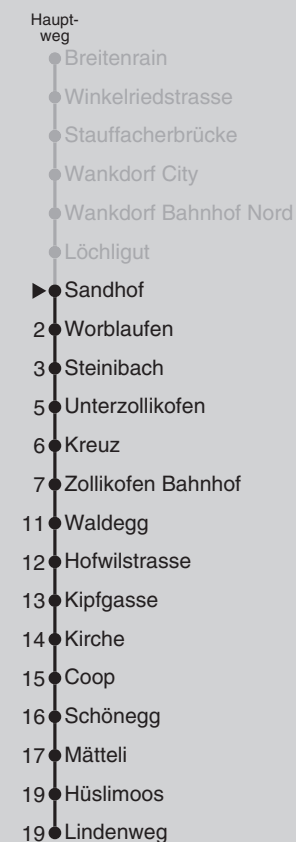 Haupt-
weg
Breitenrain
Winkelriedstrasse
Stauffacherbrücke
Wankdorf City
Wankdorf Bahnhof Nord
Löchligut
Sandhof
2 Worblaufen
3 Steinibach
5 Unterzollikofen
6 Kreuz
7 Zollikofen Bahnhof
11 Waldegg
12 Hofwilstrasse
13 Kipfgasse
14 Kirche
15 Coop
16 Schönegg
17 Mätteli
19 Hüslimoos
19 Lindenweg